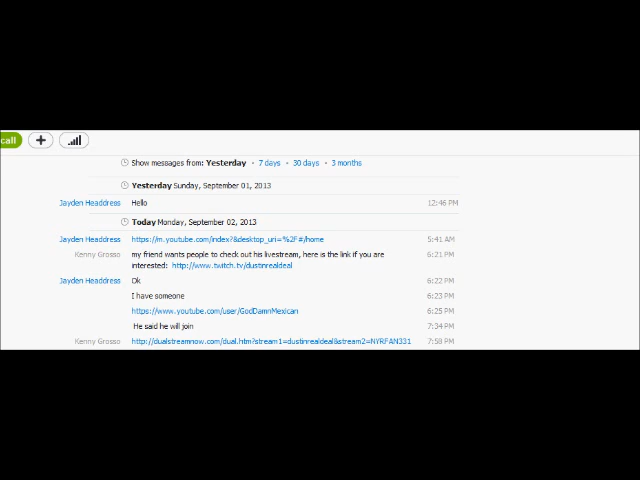 call
Show messages from: Yesterday • 7 days • 30 days • 3 months
Yesterday Sunday, September 01, 2013
Jayden Headdress Hello 12:46 PM
Today Monday, September 02, 2013
Jayden Headdress https://m.youtube.com/index?&desktop_uri=%2F#/home 5:41 AM
Kenny Grosso my friend wants people to check out his livestream, here is the link if you are 6:21 PM
interested: http://www.twitch.tv/dustinrealdeal
Jayden Headdress Ok 6:22 PM
I have someone 6:23 PM
https://www.youtube.com/user/GodDamnMexican 6:25 PM
He said he will join 7:34 PM
Kenny Grosso http://dualstreamnow.com/dual.htm?stream1=dustinrealdeal&stream2=NYRFAN331 7:58 PM